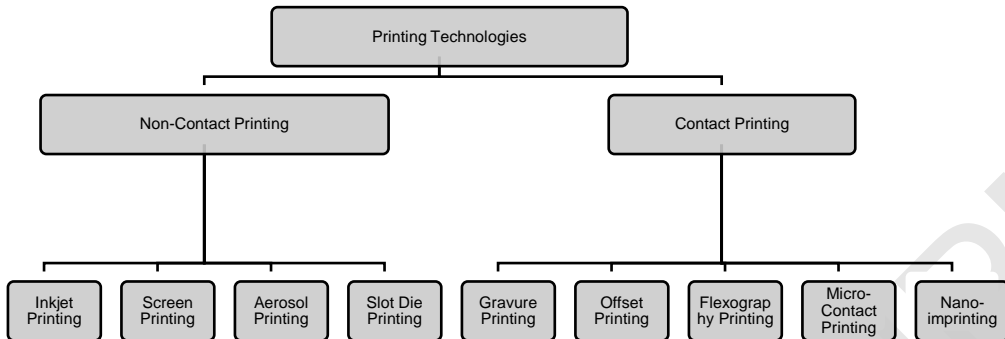 Printing Technologies
Non-Contact Printing
Contact Printing
Inkjet
Printing
Screen
Printing
Aerosol
Printing
Slot Die
Printing
Gravure
Printing
Offset
Printing
Flexograp
hy Printing
Micro-
Contact
Printing
Nano-
imprinting